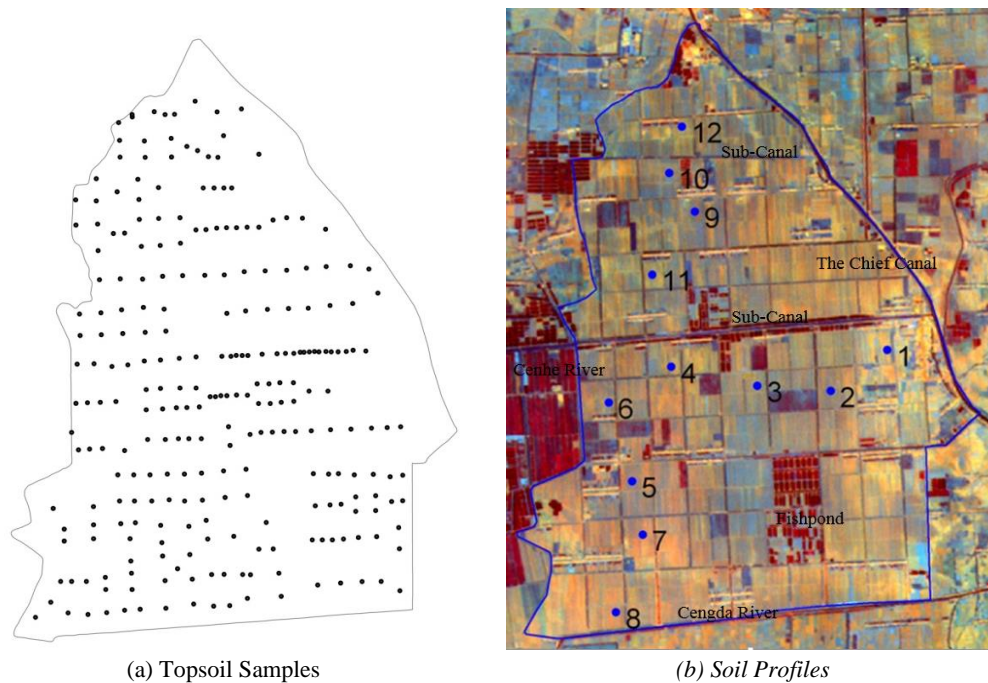 12
Sub-Canal
10
9
The Chief Canal
11
Sub-Canal
1
Cenhe River
4
3
2
6
5
Fishpond
7
Cengda River
8
(a) Topsoil Samples
(b) Soil Profiles